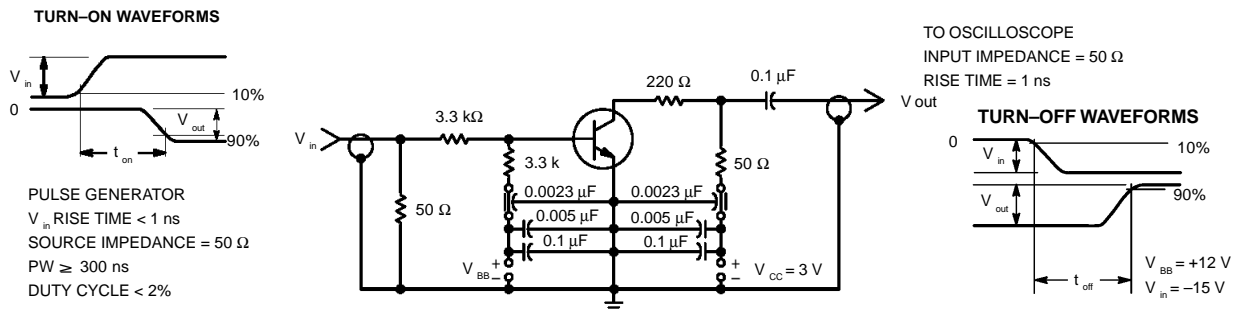 TURN–ON WAVEFORMS
V in
10%
0
V out
90%
t on
PULSE GENERATOR
V in RISE TIME < 1 ns
SOURCE IMPEDANCE = 50 Ω
PW ≥ 300 ns
DUTY CYCLE < 2%
V in
3.3 kΩ
50 Ω
3.3 k
220 Ω
0.1 µF
50 Ω
0.0023 µF
0.0023 µF
0.005 µF
0.005 µF
0.1 µF
0.1 µF
V BB
+
–
+
–
V CC = 3 V
V out
TO OSCILLOSCOPE
INPUT IMPEDANCE = 50 Ω
RISE TIME = 1 ns
TURN–OFF WAVEFORMS
0
V in
10%
V out
90%
t off
V BB = +12 V
V in = –15 V